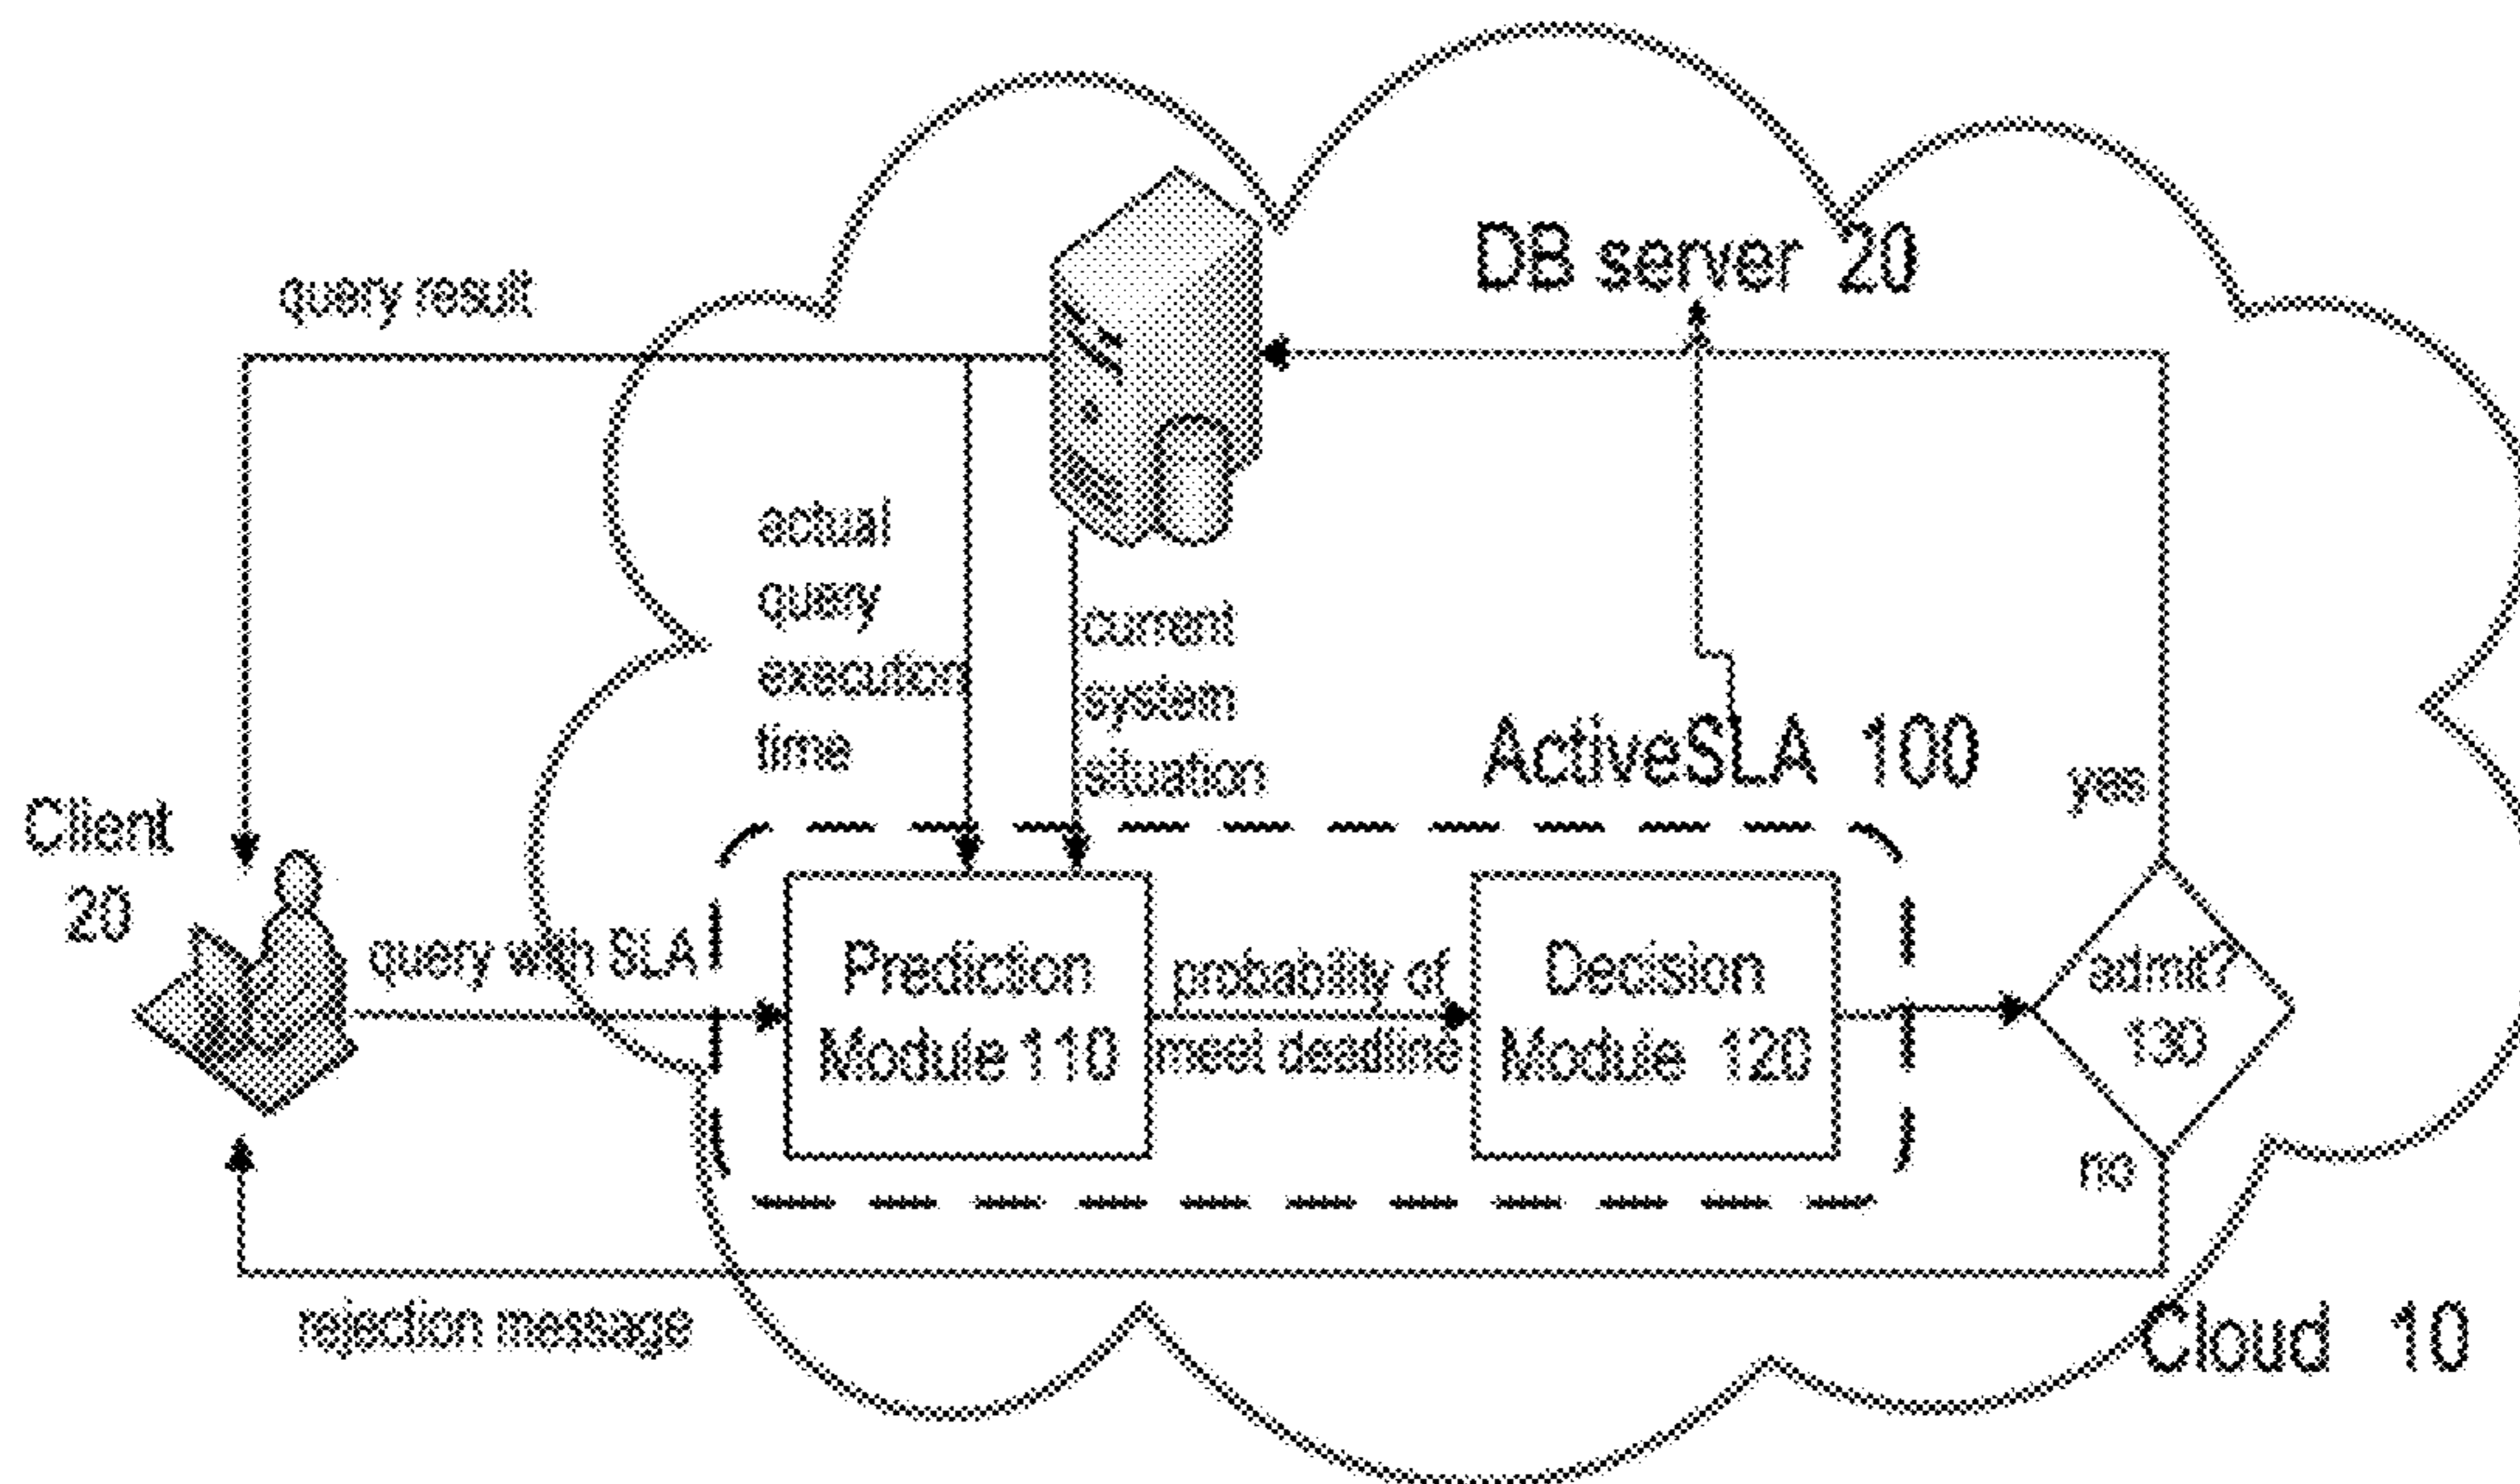 query result
DB server 20
actual
query
execution
time
current
system
situation
ActiveSLA 100
yes
Client
20
query with SLA
Prediction
Module 110
probability of
meet deadline
Decision
Module 120
admit?
130
no
rejection message
Cloud 10